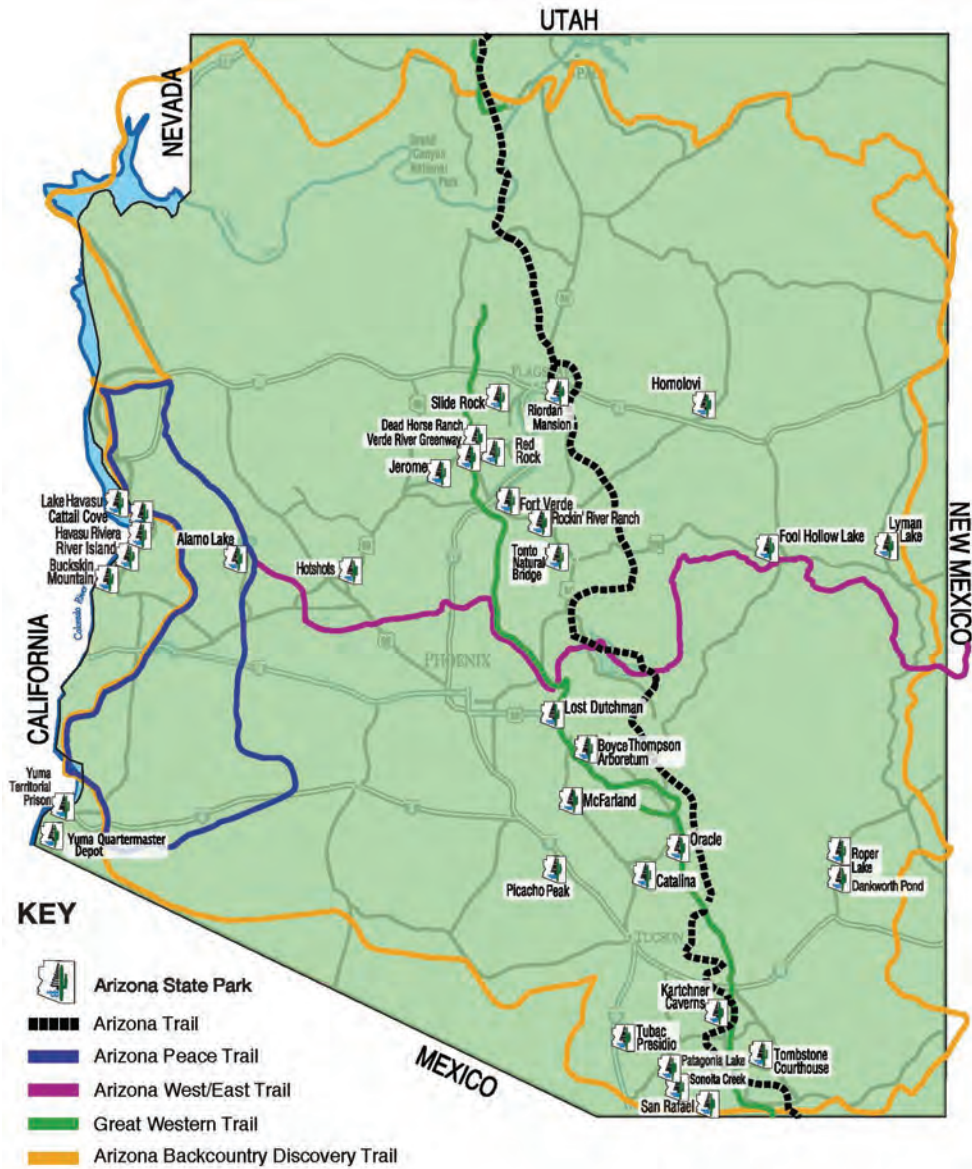 UTAH
NEVADA
PAGE
Grand
Canyon
National
Park
FLAGSTAFF
Slide Rock
Riordan
Mansion
Homolovi
Dead Horse Ranch
Verde River Greenway
Red
Rock
Jerome
Fort Verde
Rockin' River Ranch
Lake Havasu
Cattail Cove
Havasu Riviera
River Island
Buckskin
Mountain
Alamo Lake
Hotshots
Tonto
Natural
Bridge
Fool Hollow Lake
Lyman
Lake
NEW MEXICO
Colorado River
CALIFORNIA
PHOENIX
Lost Dutchman
Boyce Thompson
Arboretum
McFarland
Yuma
Territorial
Prison
Yuma Quartermaster
Depot
Oracle
Catalina
Picacho Peak
Roper
Lake
Dankworth Pond
TUCSON
Kartchner
Caverns
Tubac
Presidio
Patagonia Lake
Sonoita Creek
San Rafael
Tombstone
Courthouse
MEXICO
KEY
Arizona State Park
Arizona Trail
Arizona Peace Trail
Arizona West/East Trail
Great Western Trail
Arizona Backcountry Discovery Trail